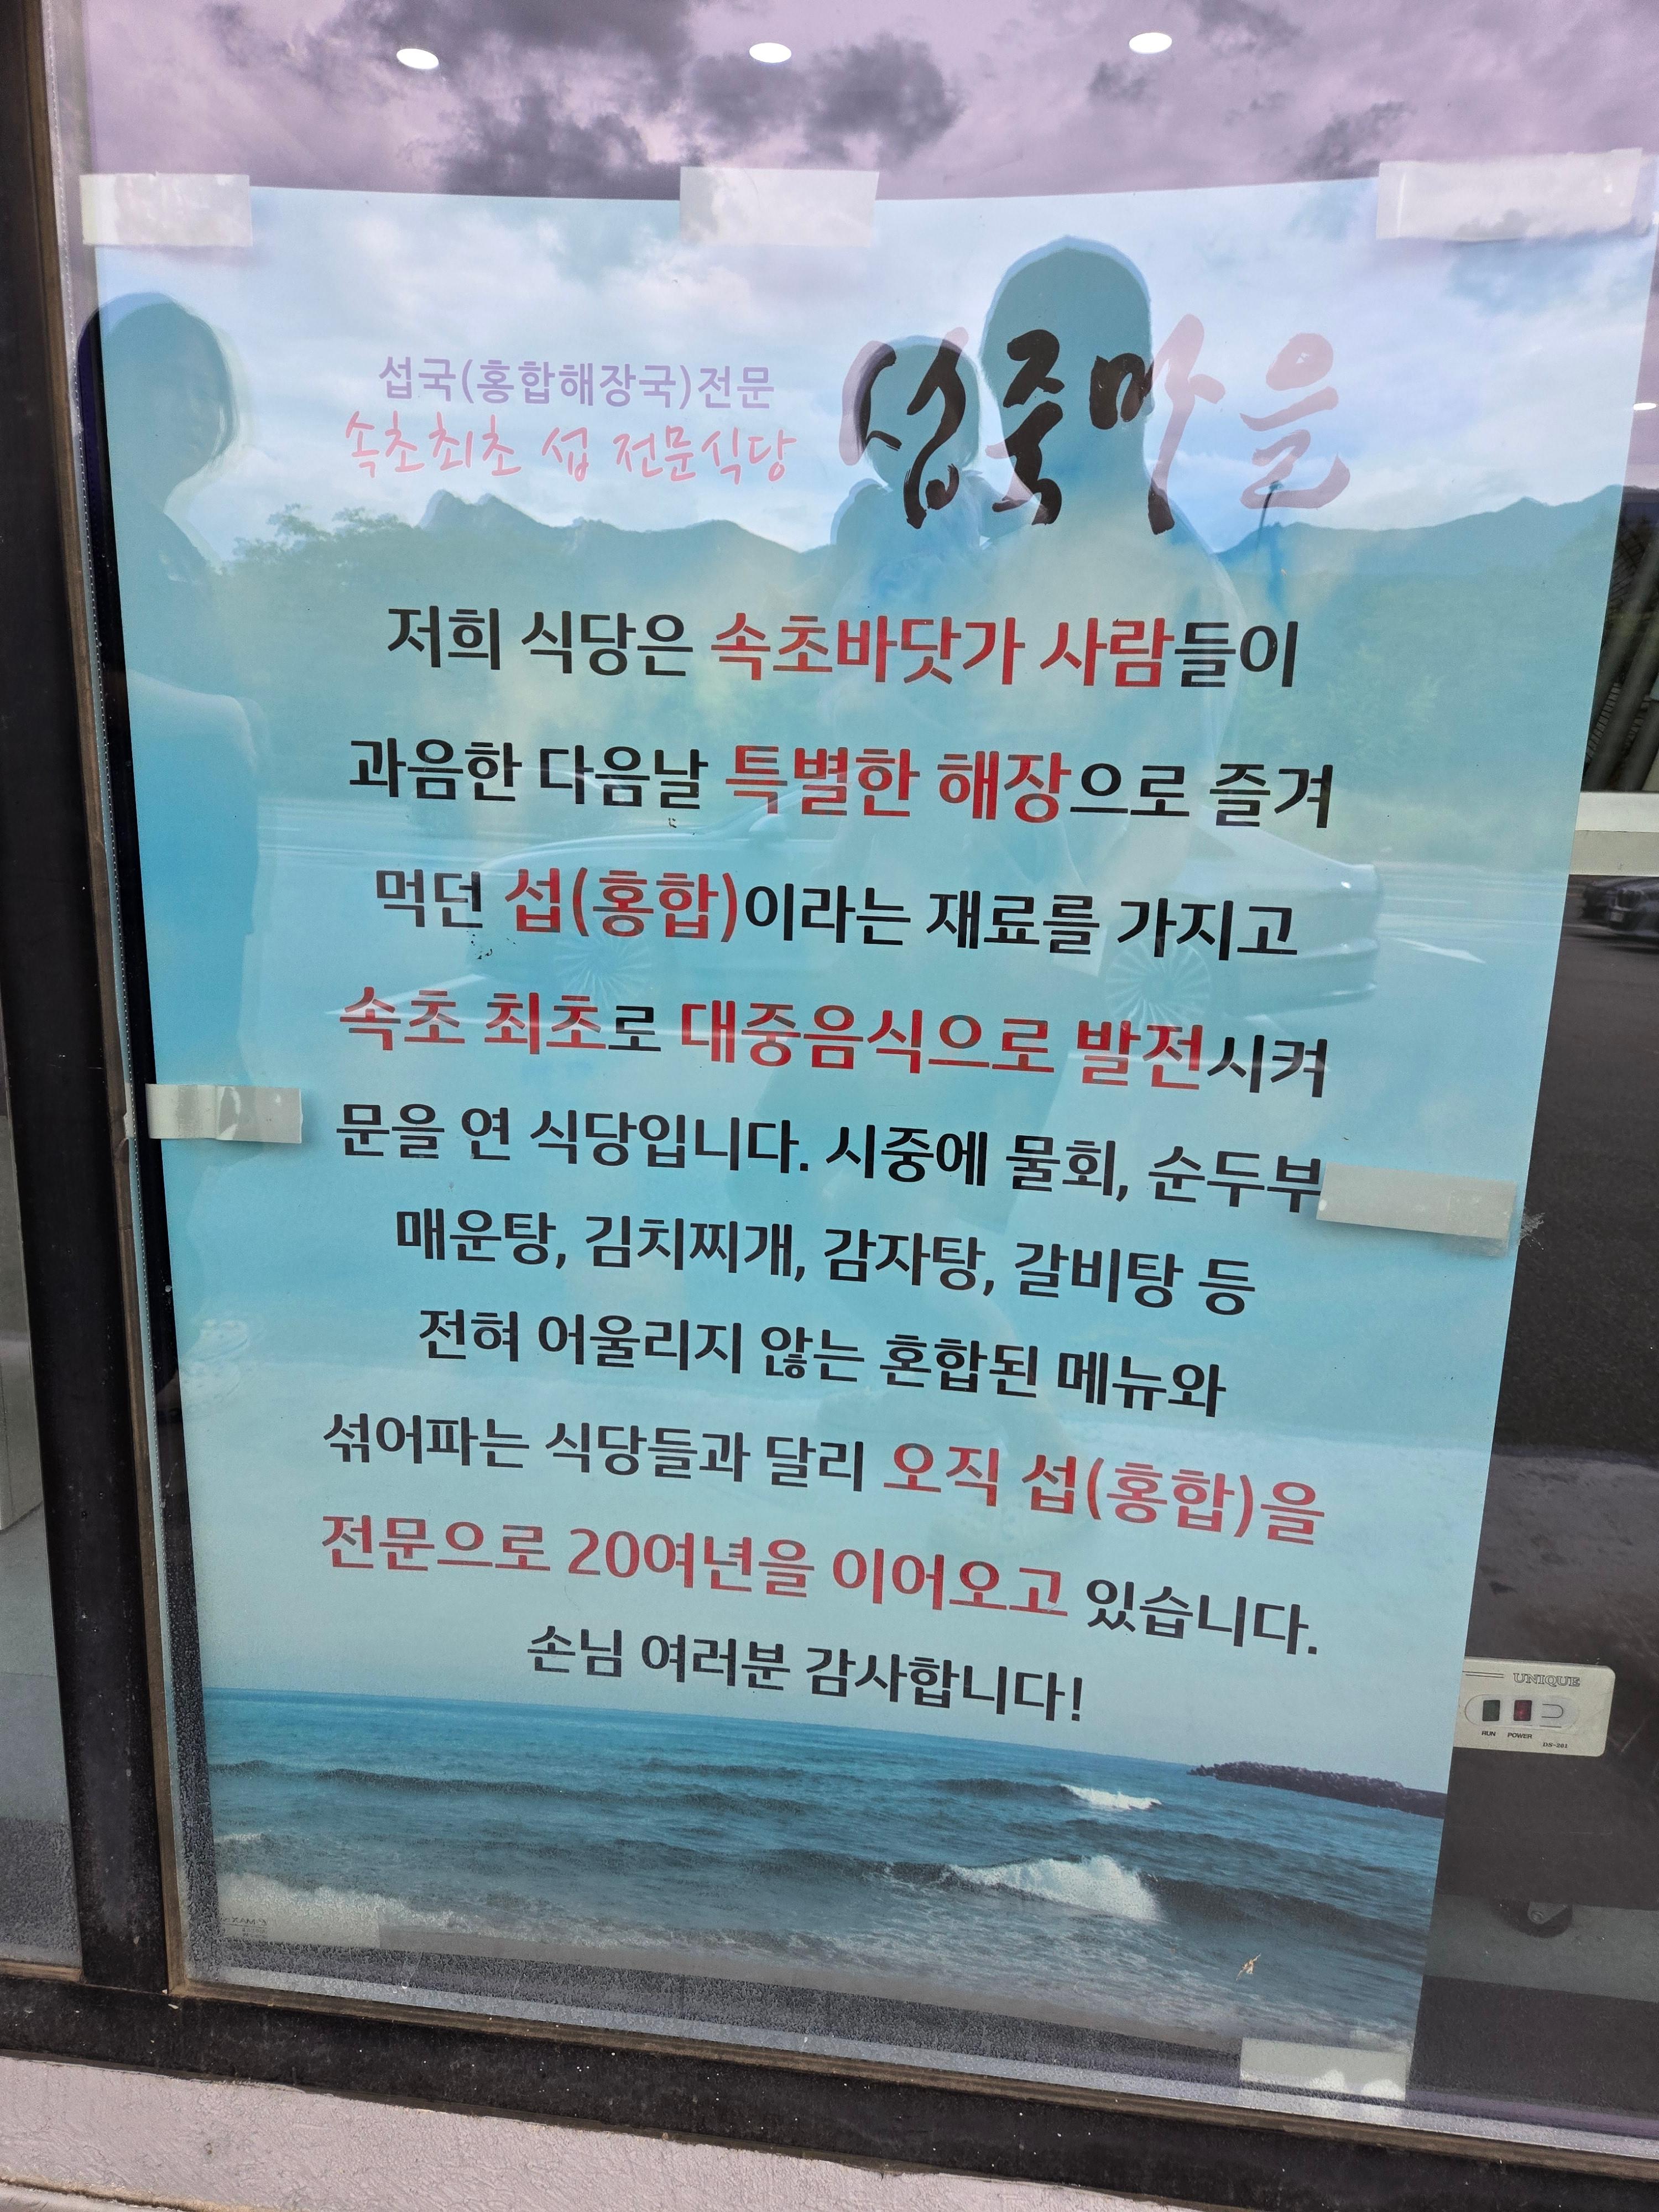 섭국(홍합해장국)전문
속초최초 섭 전문식당
섭죽마을
저희 식당은 속초바닷가 사람들이
과음한 다음날 특별한 해장으로 즐겨
먹던 섭(홍합)이라는 재료를 가지고
속초 최초로 대중음식으로 발전시켜
문을 연 식당입니다. 시중에 물회, 순두부
매운탕, 김치찌개, 감자탕, 갈비탕 등
전혀 어울리지 않는 혼합된 메뉴와
섞어파는 식당들과 달리 오직 섭(홍합)을
전문으로 20여년을 이어오고 있습니다.
손님 여러분 감사합니다!
UNIQUE
RUN POWER
DS-201